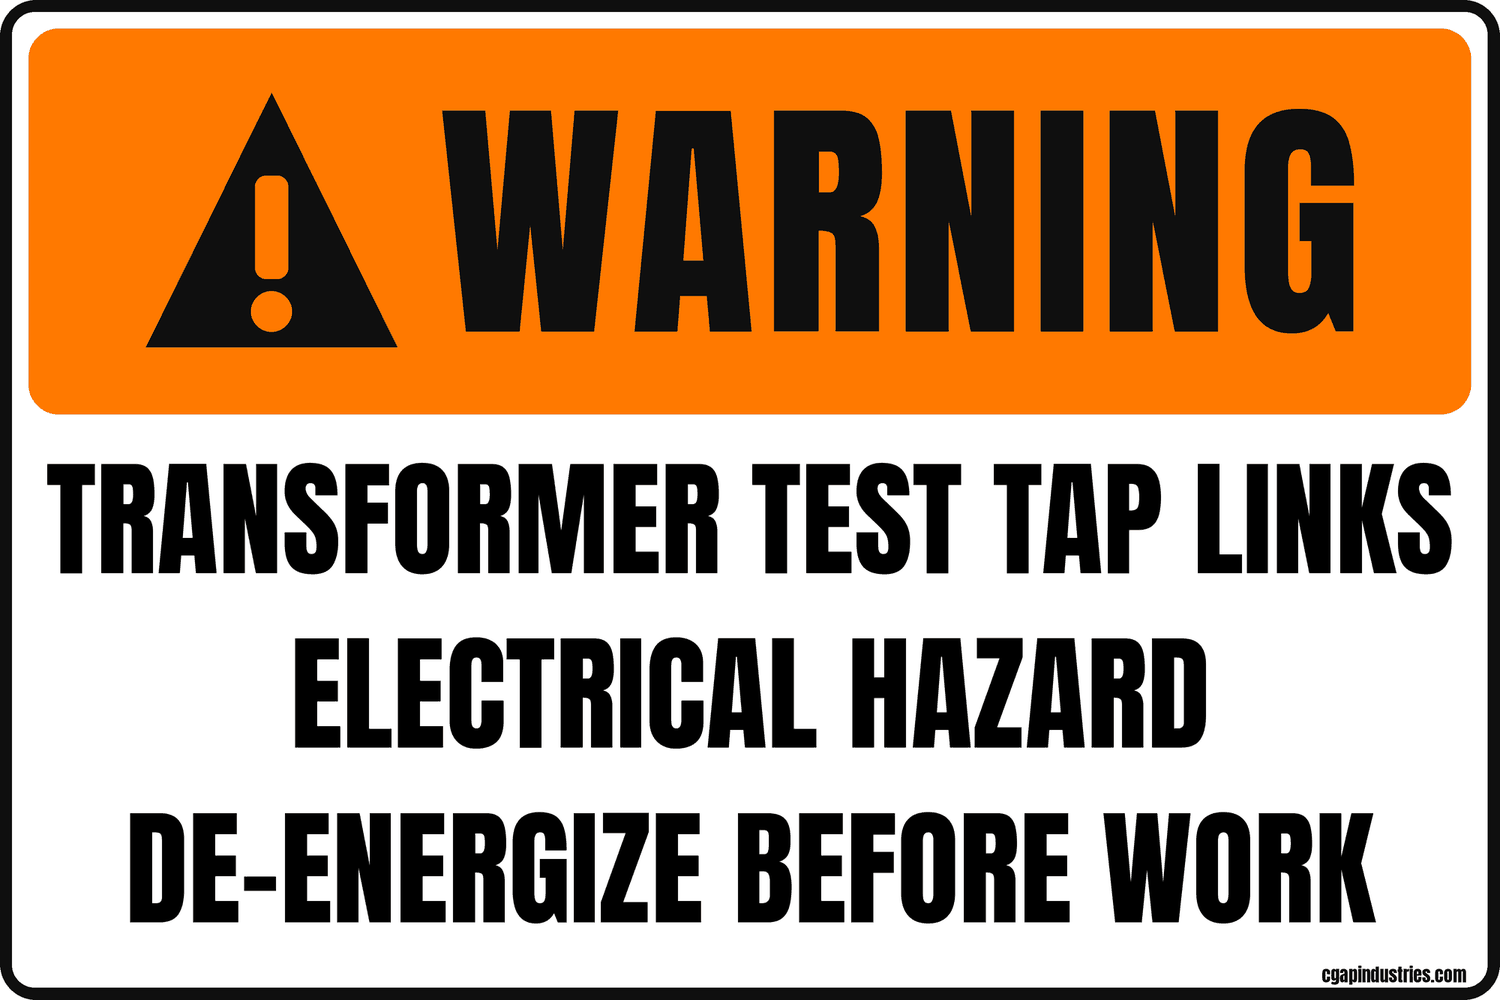 WARNING
TRANSFORMER TEST TAP LINKS
ELECTRICAL HAZARD
DE-ENERGIZE BEFORE WORK
cgapindustries.com